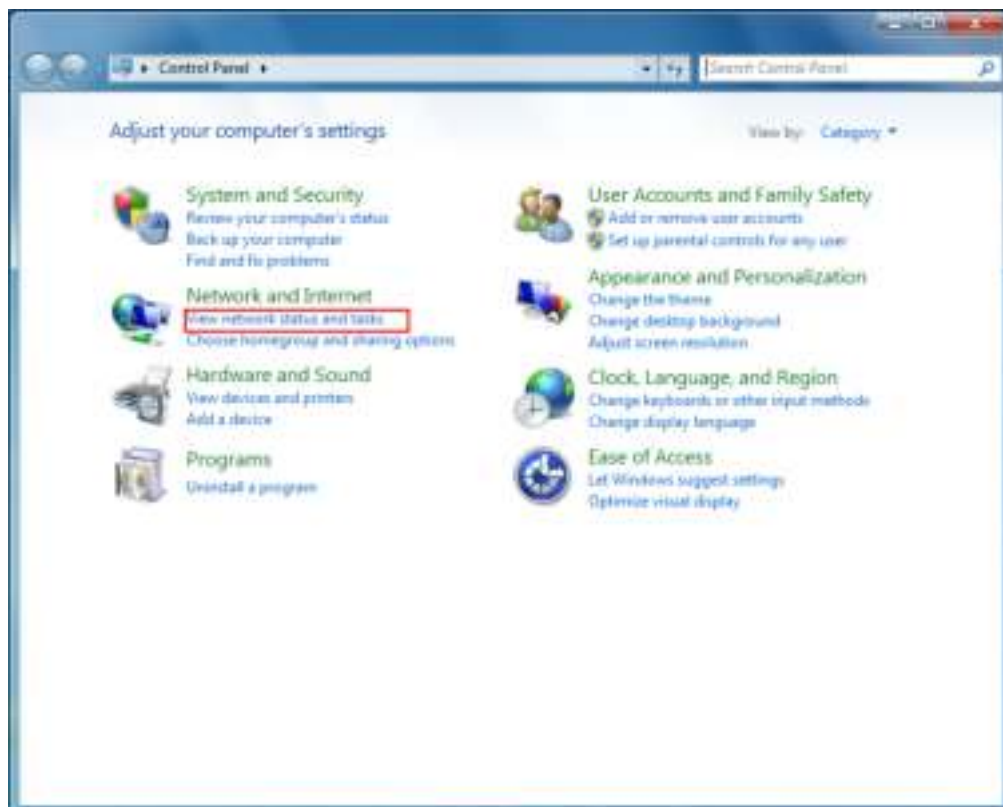 Control Panel
Search Control Panel
Adjust your computer's settings
View by: Category
System and Security
Review your computer's status
Back up your computer
Find and fix problems
Network and Internet
View network status and tasks
Choose homegroup and sharing options
Hardware and Sound
View devices and printers
Add a device
Programs
Uninstall a program
User Accounts and Family Safety
Add or remove user accounts
Set up parental controls for any user
Appearance and Personalization
Change the theme
Change desktop background
Adjust screen resolution
Clock, Language, and Region
Change keyboards or other input methods
Change display language
Ease of Access
Let Windows suggest settings
Optimize visual display